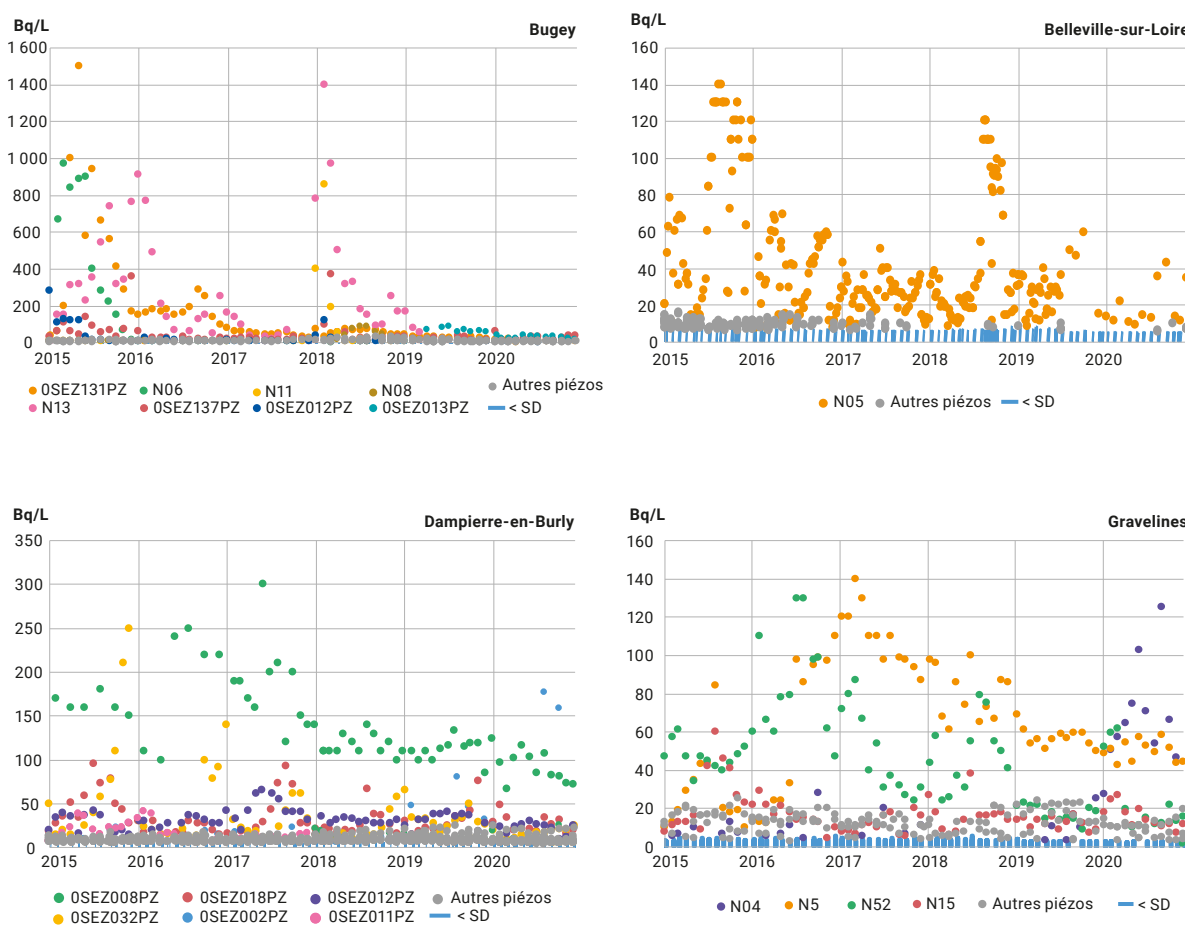 Bq/L
Bugey
1 600
1 400
1 200
1 000
800
600
400
200
0
2015 2016 2017 2018 2019 2020
0SEZ131PZ N06 N11 N08 Autres piézos
N13 0SEZ137PZ 0SEZ012PZ 0SEZ013PZ < SD
Bq/L
Belleville-sur-Loire
160
140
120
100
80
60
40
20
0
2015 2016 2017 2018 2019 2020
N05 Autres piézos < SD
Bq/L
Dampierre-en-Burly
350
300
250
200
150
100
50
0
2015 2016 2017 2018 2019 2020
0SEZ008PZ 0SEZ018PZ 0SEZ012PZ Autres piézos
0SEZ032PZ 0SEZ002PZ 0SEZ011PZ < SD
Bq/L
Gravelines
160
140
120
100
80
60
40
20
0
2015 2016 2017 2018 2019 2020
N04 N5 N52 N15 Autres piézos < SD